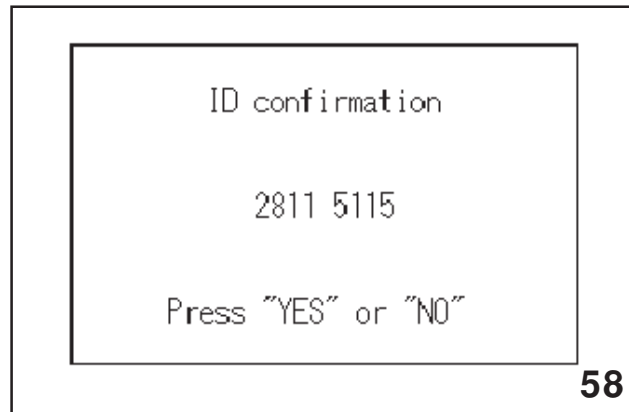 ID confirmation
2811 5115
Press "YES" or "NO"
58